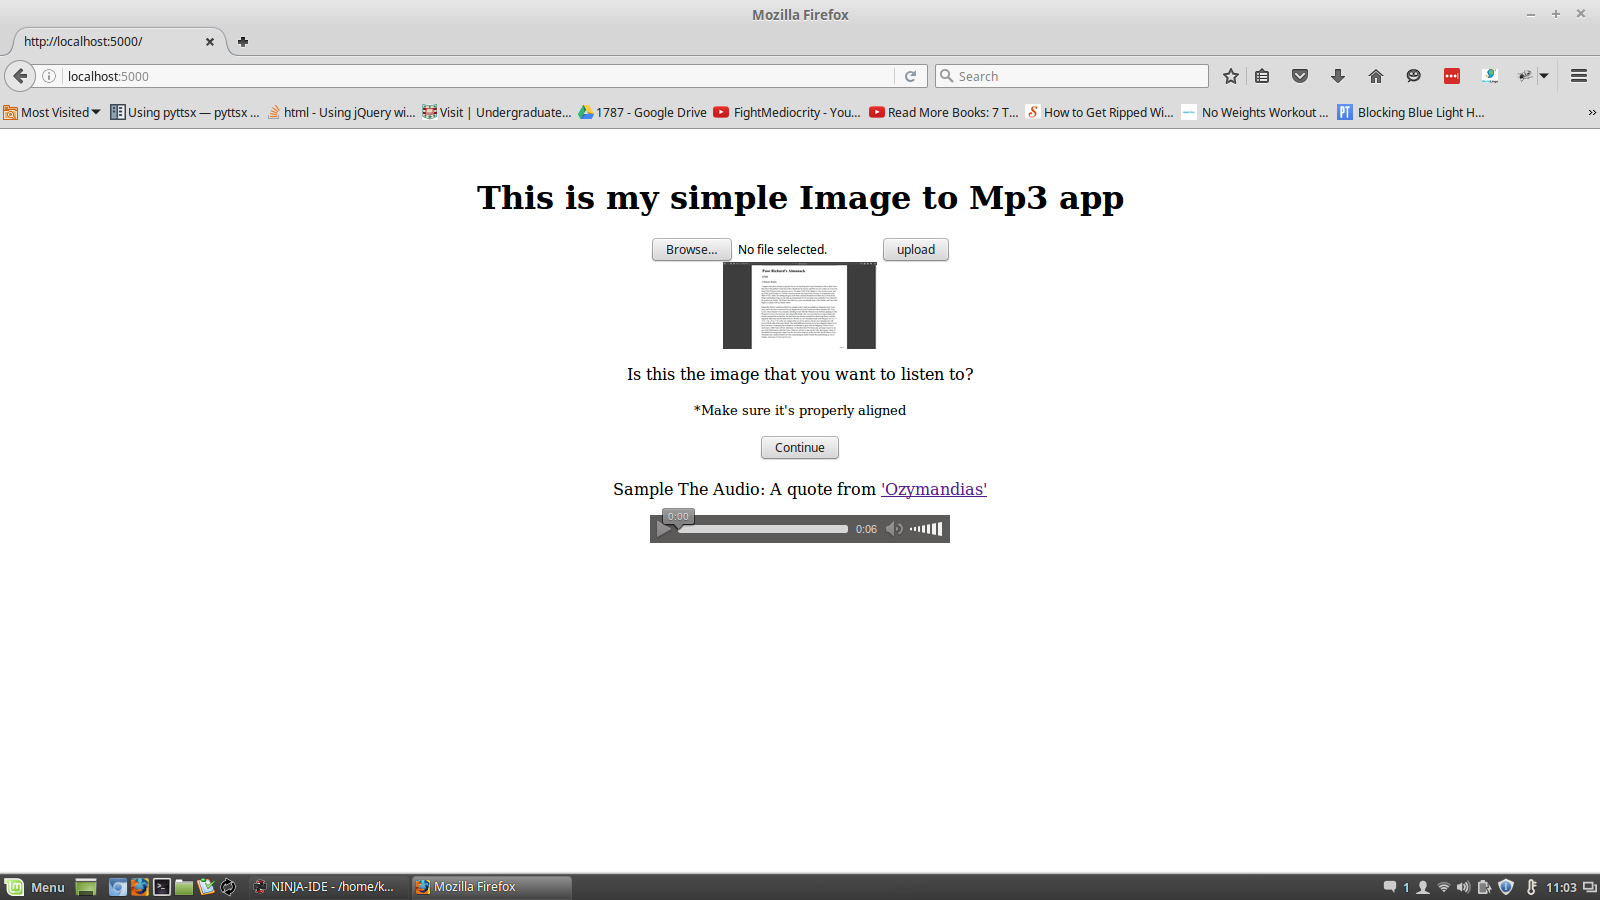 Mozilla Firefox
http://localhost:5000/
localhost:5000
Search
Most Visited Using pyttsx — pyttsx ... html - Using jQuery wi... Visit | Undergraduate... 1787 - Google Drive FightMediocrity - You... Read More Books: 7 T... How to Get Ripped Wi... No Weights Workout ... PT Blocking Blue Light H... »
This is my simple Image to Mp3 app
Browse... No file selected. upload
Poor Richard's Almanack
Is this the image that you want to listen to?
*Make sure it's properly aligned
Continue
Sample The Audio: A quote from 'Ozymandias'
0:00
0:06
Menu NINJA-IDE - /home/k... Mozilla Firefox 1 11:03